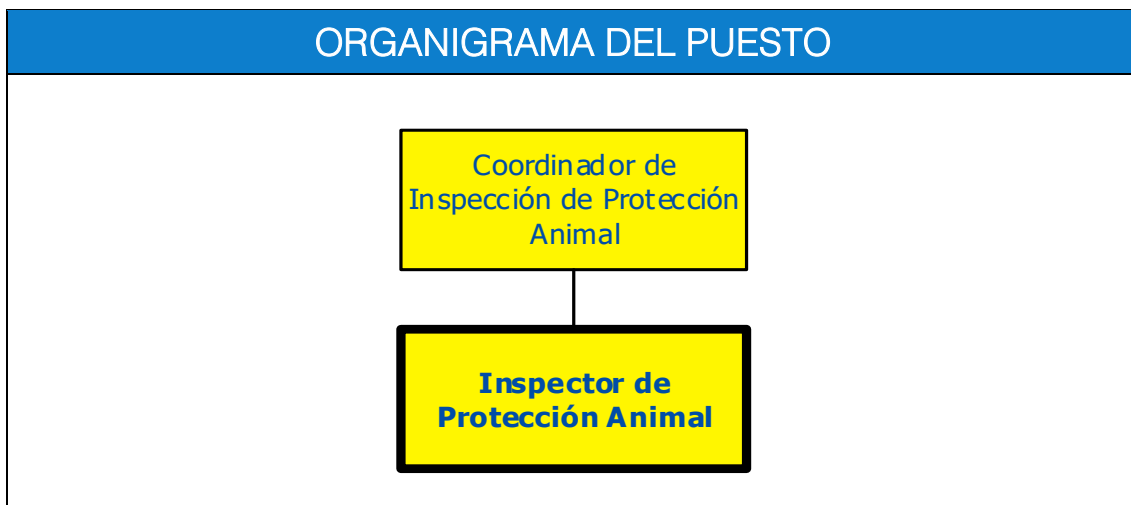 ORGANIGRAMA DEL PUESTO
Coordinador de
Inspección de Protección
Animal
Inspector de
Protección Animal